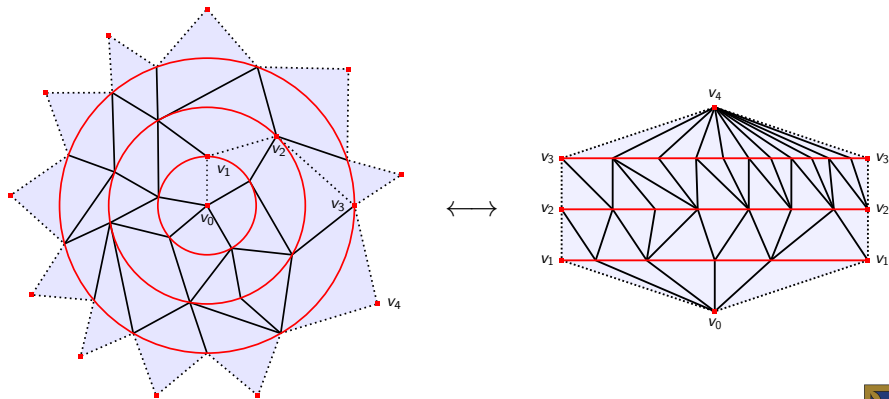 v₁
v₂
v₀
v₃
v₄
⟷
v₄
v₃ v₃
v₂ v₂
v₁ v₁
v₀